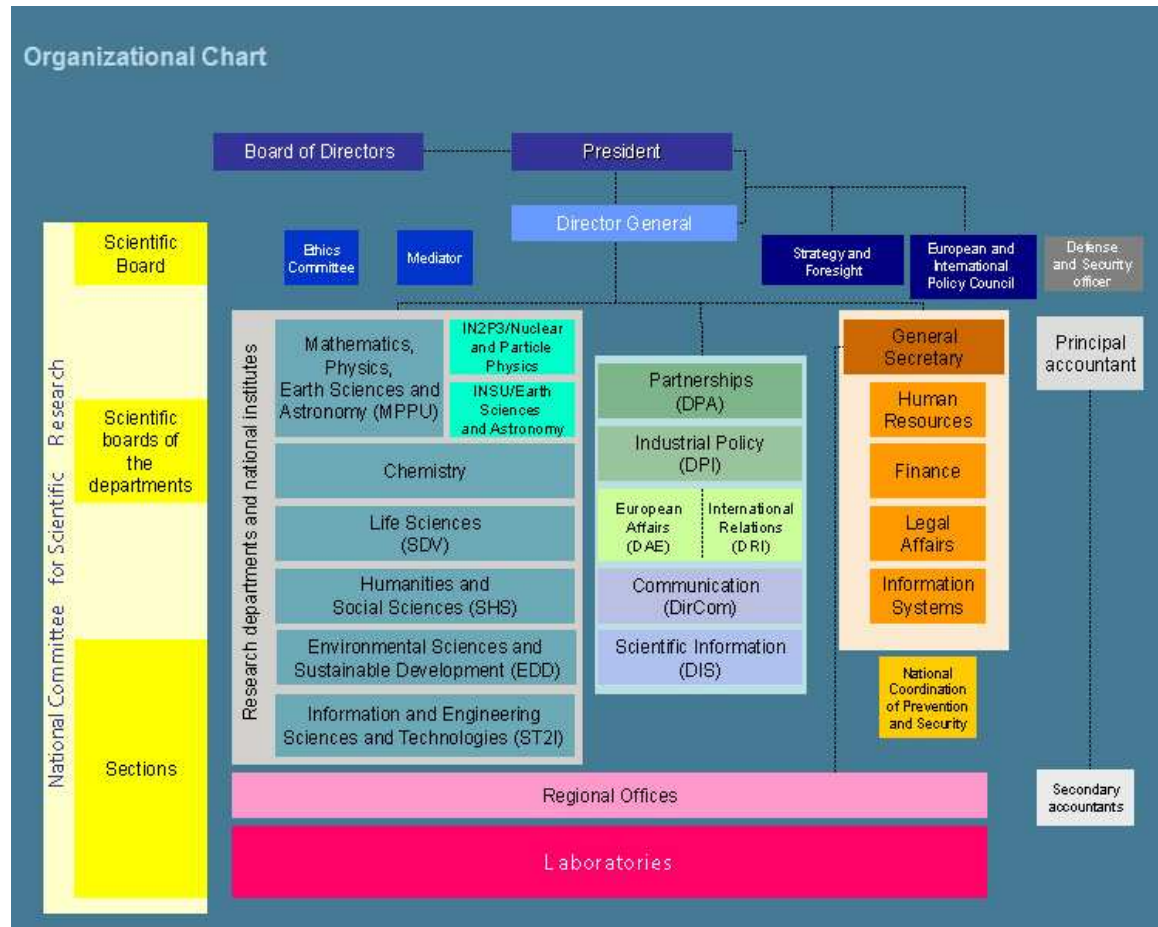 Organizational Chart
Board of Directors
President
Director General
Scientific
Board
Ethics
Committee
Mediator
Strategy and
Foresight
European and
International
Policy Council
Defense
and Security
officer
National Committee for Scientific Research
Scientific
boards of
the
departments
Sections
Research departments and national institutes
Mathematics,
Physics,
Earth Sciences and
Astronomy (MPPU)
IN2P3/Nuclear
and Particle
Physics
INSU/Earth
Sciences
and Astronomy
Chemistry
Life Sciences
(SDV)
Humanities and
Social Sciences (SHS)
Environmental Sciences and
Sustainable Development (EDD)
Information and Engineering
Sciences and Technologies (ST2I)
Partnerships
(DPA)
Industrial Policy
(DPI)
European
Affairs
(DAE)
International
Relations
(DRI)
Communication
(DirCom)
Scientific Information
(DIS)
General
Secretary
Human
Resources
Finance
Legal
Affairs
Information
Systems
National
Coordination
of Prevention
and Security
Principal
accountant
Secondary
accountants
Regional Offices
Laboratories